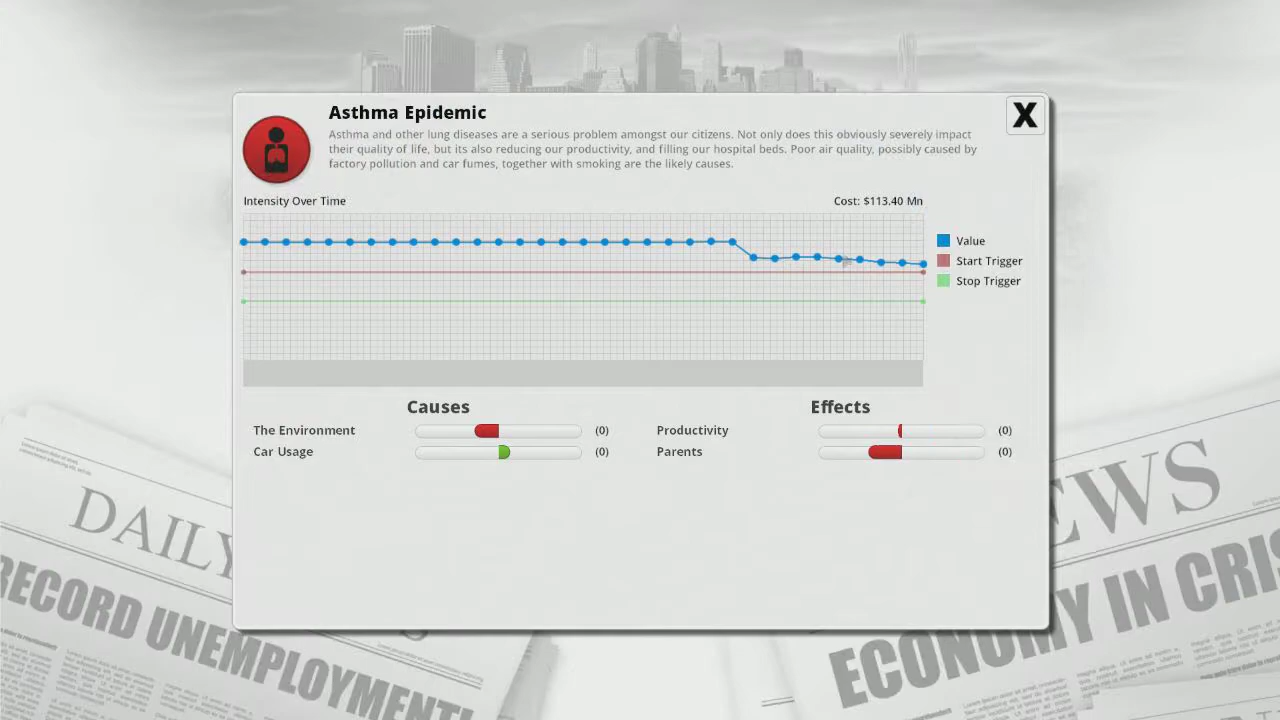 Asthma Epidemic
X
Asthma and other lung diseases are a serious problem amongst our citizens. Not only does this obviously severely impact
their quality of life, but its also reducing our productivity, and filling our hospital beds. Poor air quality, possibly caused by
factory pollution and car fumes, together with smoking are the likely causes.
Intensity Over Time
Cost: $113.40 Mn
Value
Start Trigger
Stop Trigger
Causes
Effects
The Environment
(0)
Productivity
(0)
Car Usage
(0)
Parents
(0)
DAILY
EWS
RECORD UNEMPLOYMENT
ECONOMY IN CRIS